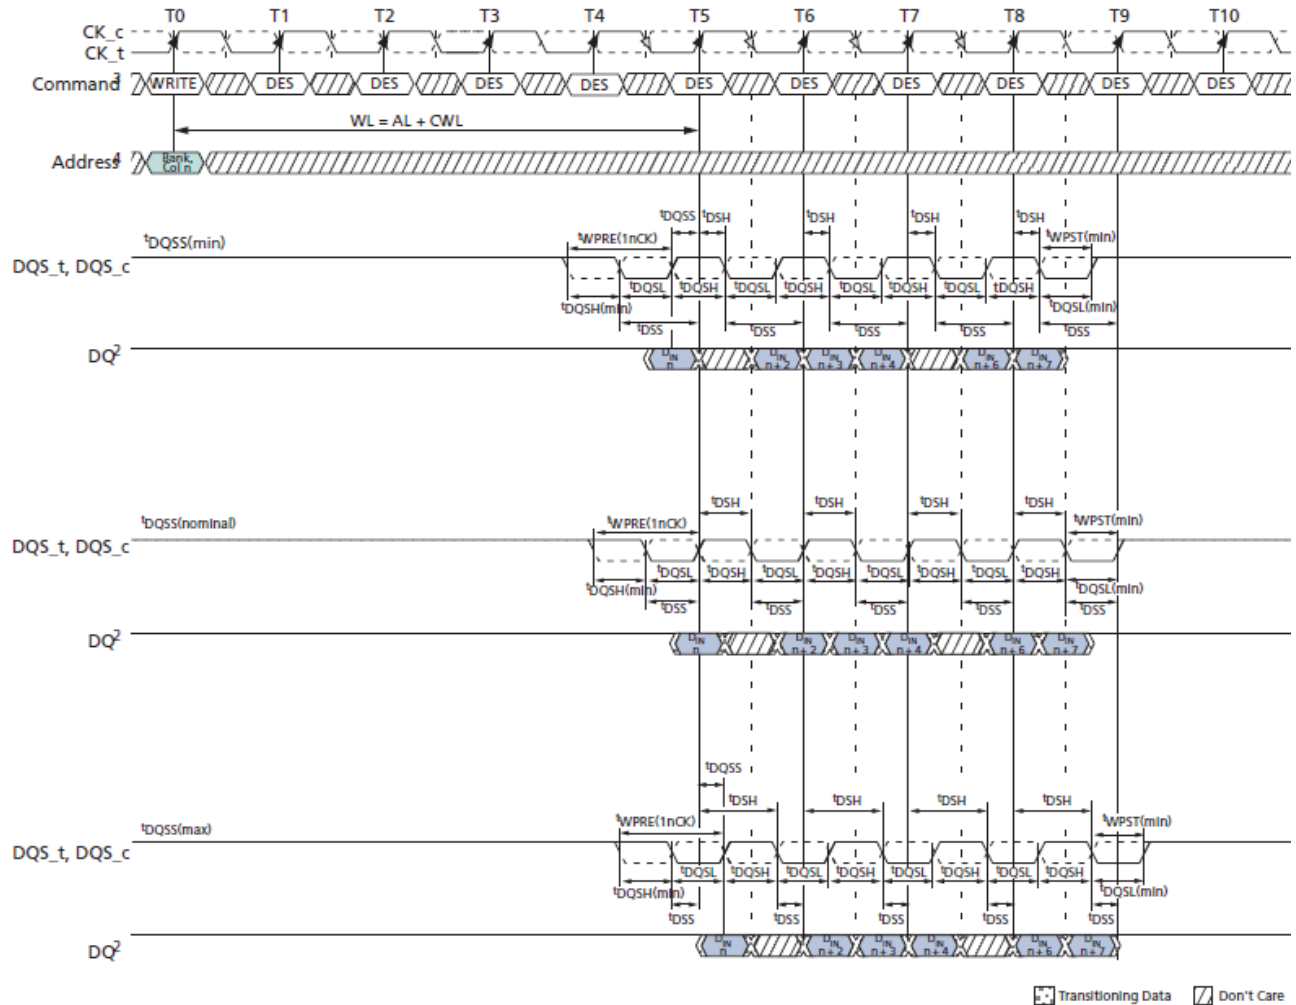 T0 T1 T2 T3 T4 T5 T6 T7 T8 T9 T10
CK_c
CK_t
Command3 WRITE DES DES DES DES DES DES DES DES DES DES
WL = AL + CWL
Address4 Bank,
Col n
tDQSS tDSH tDSH tDSH tDSH
tDQSS(min) tWPRE(1nCK) tWPST(min)
DQS_t, DQS_c
tDQSL tDQSH tDQSL tDQSH tDQSL tDQSH tDQSL tDQSH
tDQSH(min) tDQSL(min)
tDSS tDSS tDSS tDSS tDSS
DQ2 DIN DIN DIN DIN DIN DIN
n n + 2 n + 3 n + 4 n + 6 n + 7
tDSH tDSH tDSH tDSH
tDQSS(nominal) tWPRE(1nCK) tWPST(min)
DQS_t, DQS_c
tDQSL tDQSH tDQSL tDQSH tDQSL tDQSH tDQSL tDQSH
tDQSH(min) tDQSL(min)
tDSS tDSS tDSS tDSS tDSS
DQ2 DIN DIN DIN DIN DIN DIN
n n + 2 n + 3 n + 4 n + 6 n + 7
tDQSS
tDSH tDSH tDSH tDSH
tDQSS(max) tWPRE(1nCK) tWPST(min)
DQS_t, DQS_c
tDQSL tDQSH tDQSL tDQSH tDQSL tDQSH tDQSL tDQSH
tDQSH(min) tDQSL(min)
tDSS tDSS tDSS tDSS tDSS
DQ2 DIN DIN DIN DIN DIN DIN
n n + 2 n + 3 n + 4 n + 6 n + 7
Transitioning Data Don't Care